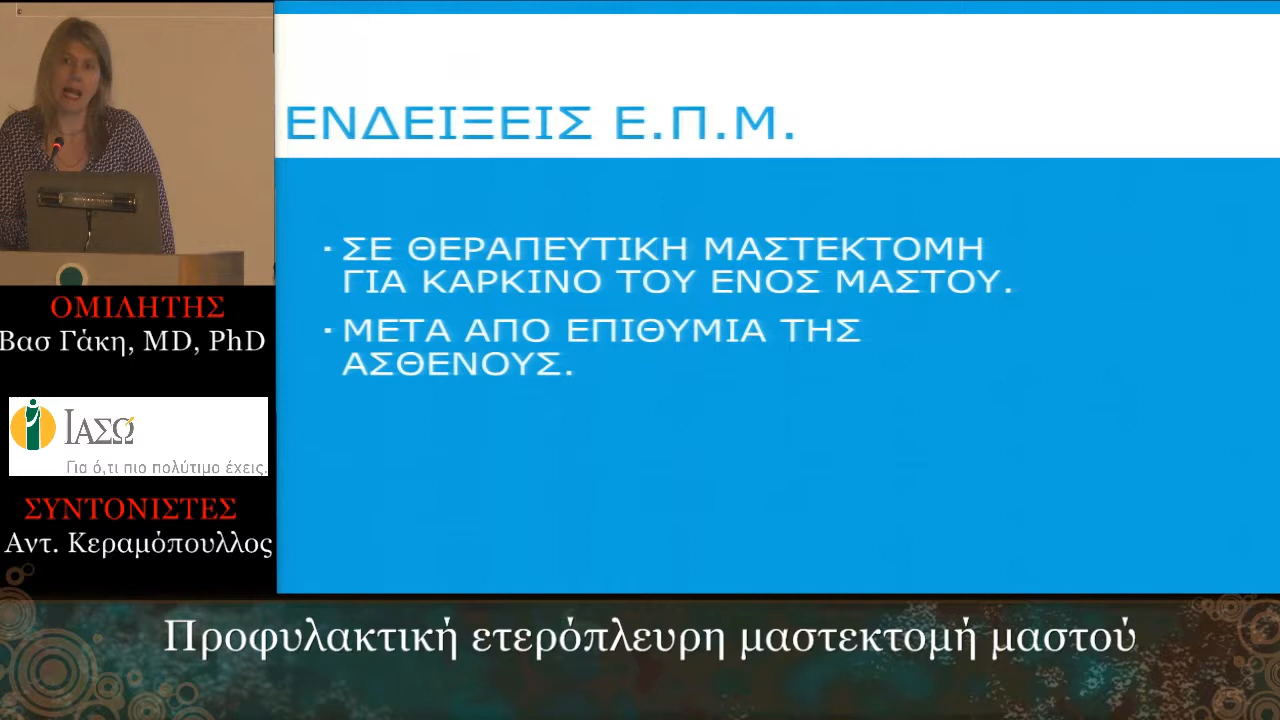 ΕΝΔΕΙΞΕΙΣ Ε.Π.Μ.
· ΣΕ ΘΕΡΑΠΕΥΤΙΚΗ ΜΑΣΤΕΚΤΟΜΗ
ΓΙΑ ΚΑΡΚΙΝΟ ΤΟΥ ΕΝΟΣ ΜΑΣΤΟΥ.
· ΜΕΤΑ ΑΠΟ ΕΠΙΘΥΜΙΑ ΤΗΣ
ΑΣΘΕΝΟΥΣ.
ΟΜΙΛΗΤΗΣ
Βασ Γάκη, MD, PhD
ΙΑΣΩ
Για ό,τι πιο πολύτιμο έχεις.
ΣΥΝΤΟΝΙΣΤΕΣ
Αντ. Κεραμόπουλλος
Προφυλακτική ετερόπλευρη μαστεκτομή μαστού